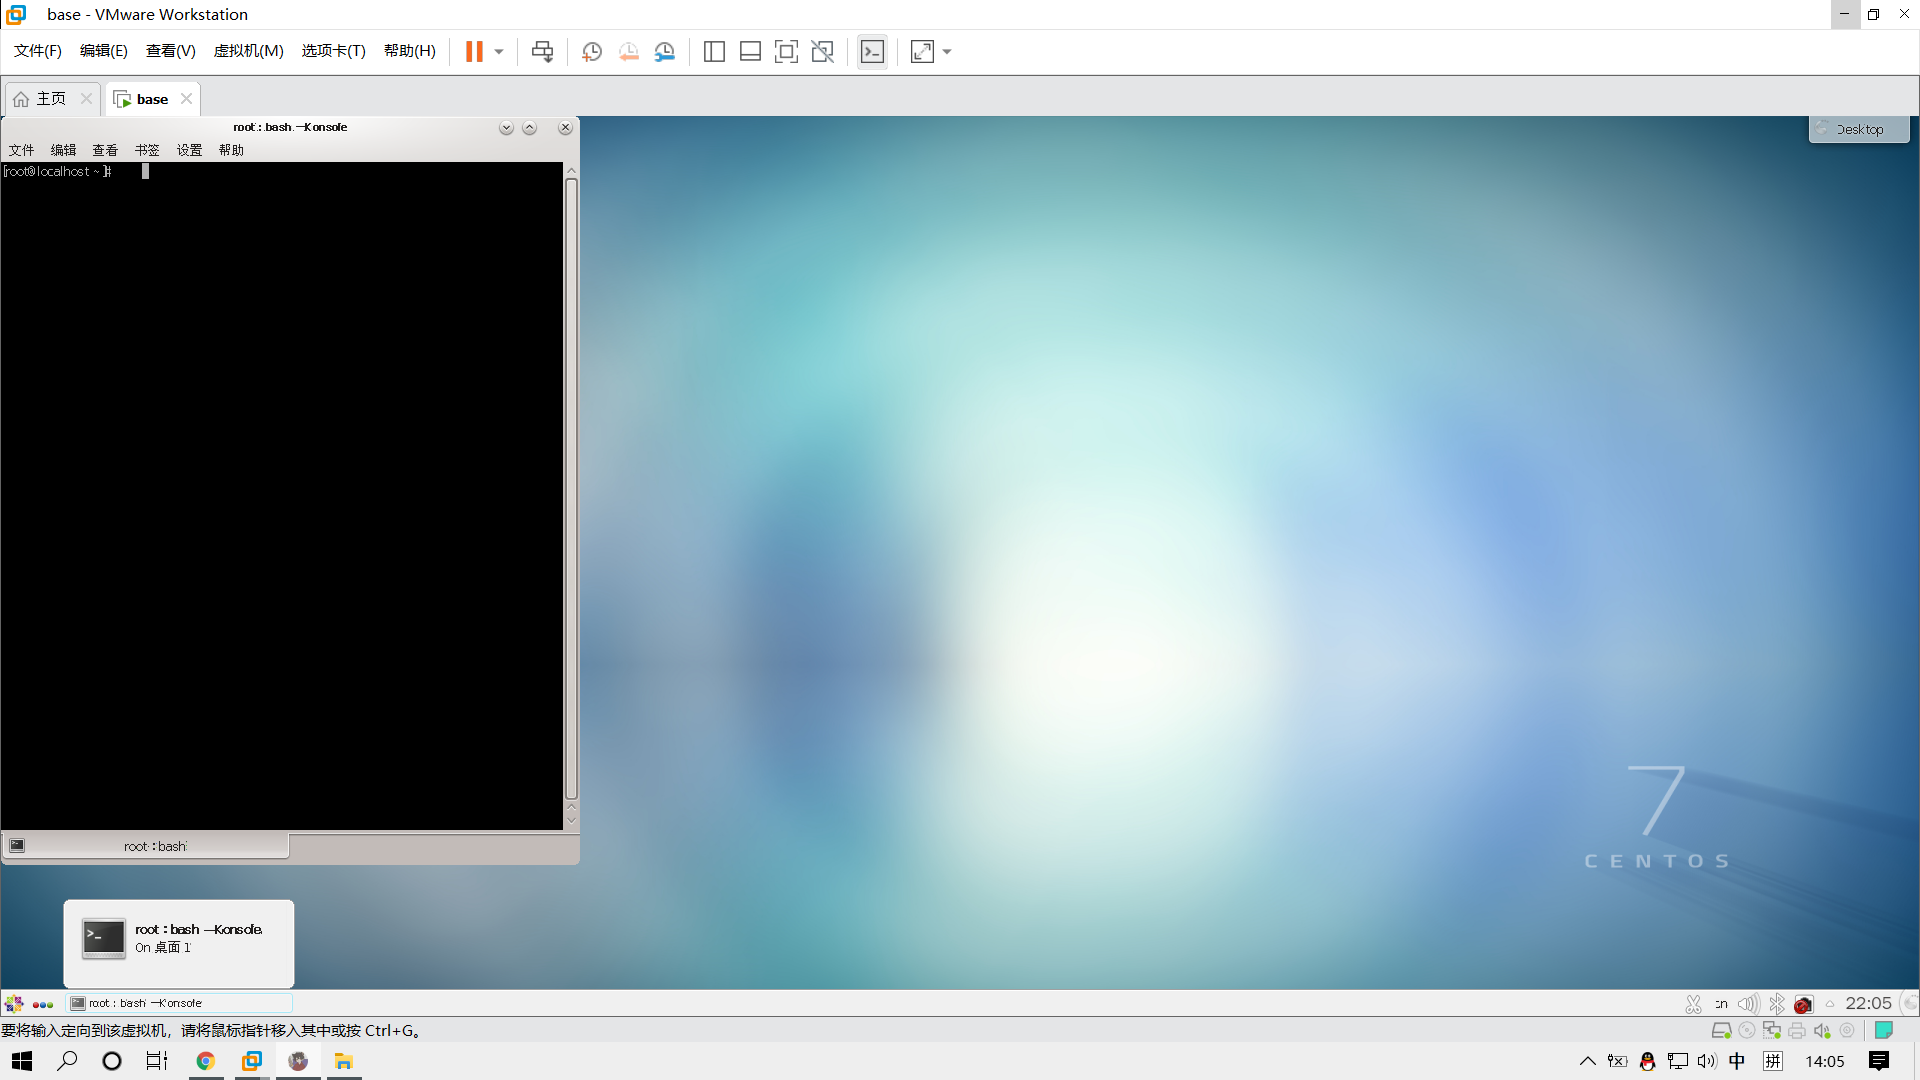 base - VMware Workstation
文件(F) 编辑(E) 查看(V) 虚拟机(M) 选项卡(T) 帮助(H)
主页 base
root : bash — Konsole
Desktop
文件 编辑 查看 书签 设置 帮助
[root@localhost ~]#
7
CENTOS
root : bash
root : bash — Konsole
On 桌面 1
root : bash — Konsole
22:05
要将输入定向到该虚拟机，请将鼠标指针移入其中或按 Ctrl+G。
中 拼 14:05